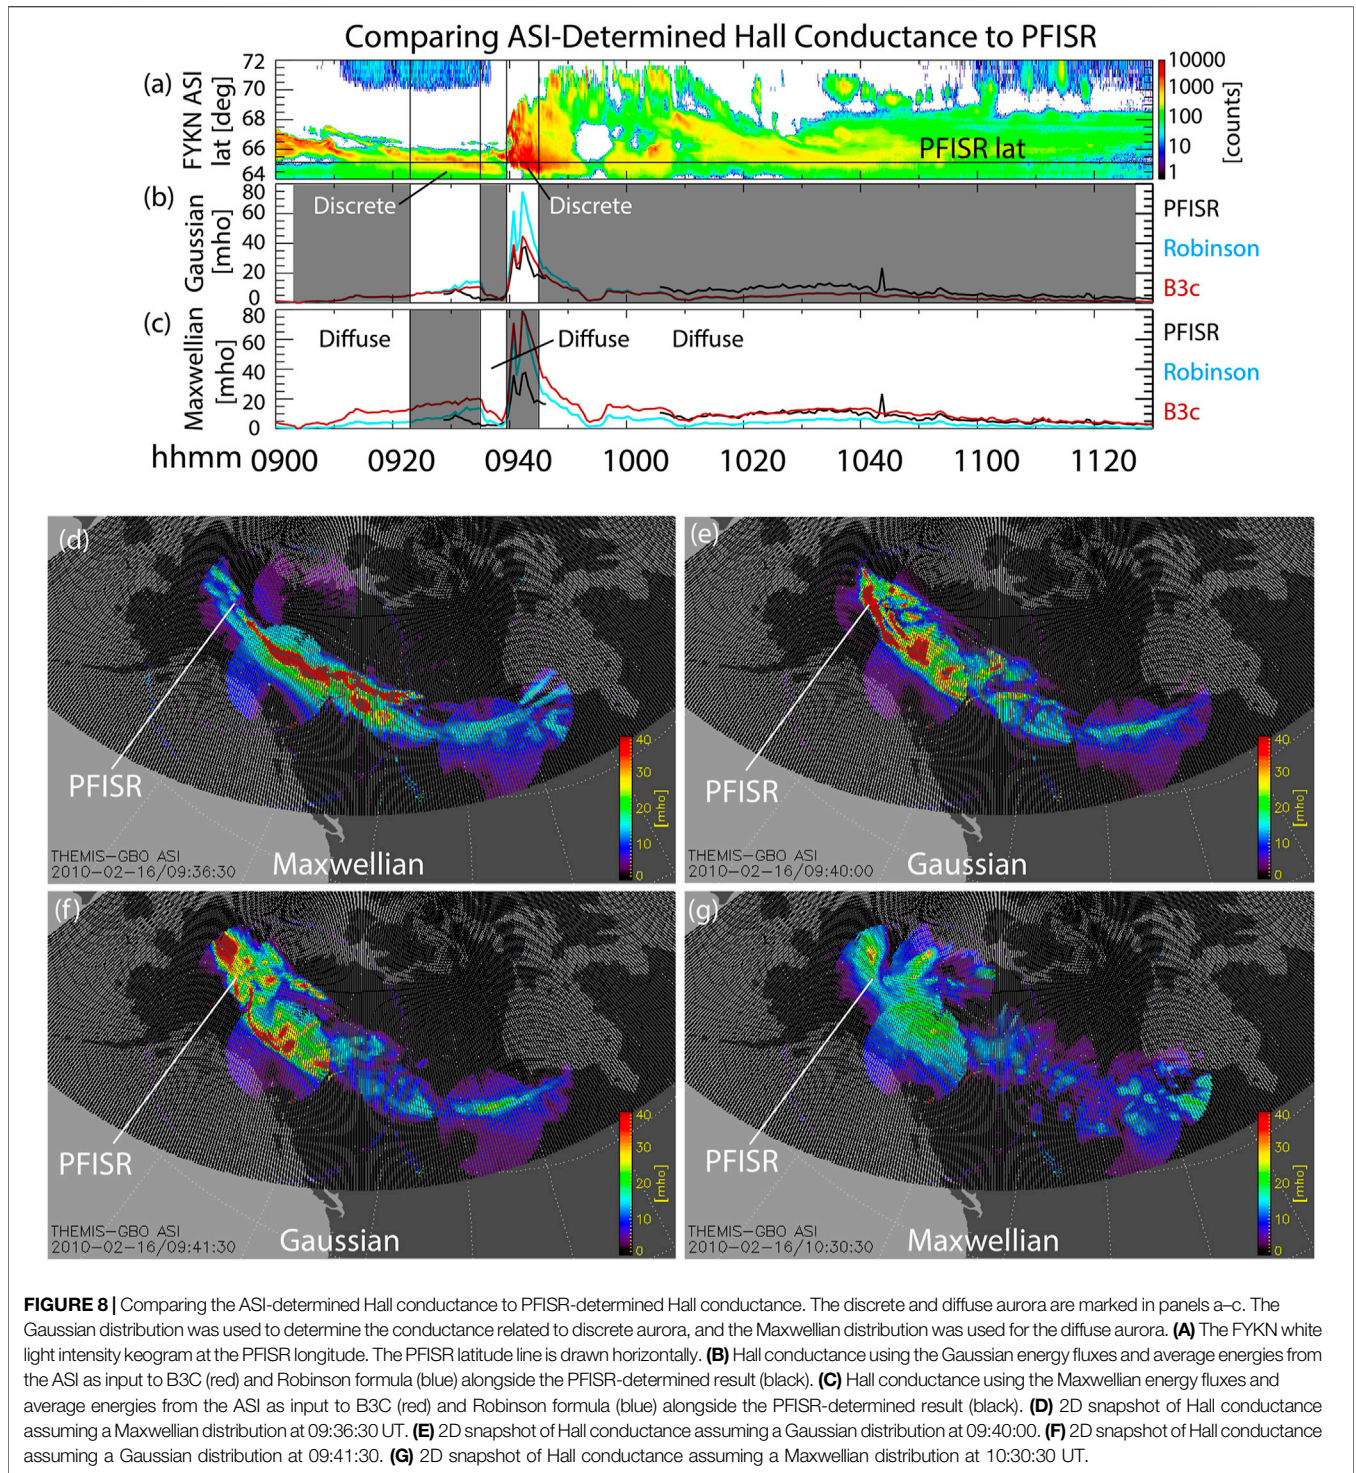 Comparing ASI-Determined Hall Conductance to PFISR
(a)
FYKN ASI
lat [deg]
72
70
68
66
64
PFISR lat
10000
1000
100
10
1
[counts]
(b)
Gaussian
[mho]
80
60
40
20
0
Discrete
Discrete
PFISR
Robinson
B3c
(c)
Maxwellian
[mho]
80
60
40
20
0
Diffuse
Diffuse
Diffuse
PFISR
Robinson
B3c
hhmm 0900 0920 0940 1000 1020 1040 1100 1120
(d)
PFISR
THEMIS-GBO ASI
2010-02-16/09:36:30
Maxwellian
40
30
20
10
0
[mho]
(e)
PFISR
THEMIS-GBO ASI
2010-02-16/09:40:00
Gaussian
40
30
20
10
0
[mho]
(f)
PFISR
THEMIS-GBO ASI
2010-02-16/09:41:30
Gaussian
40
30
20
10
0
[mho]
(g)
PFISR
THEMIS-GBO ASI
2010-02-16/10:30:30
Maxwellian
40
30
20
10
0
[mho]
FIGURE 8 | Comparing the ASI-determined Hall conductance to PFISR-determined Hall conductance. The discrete and diffuse aurora are marked in panels a–c. The
Gaussian distribution was used to determine the conductance related to discrete aurora, and the Maxwellian distribution was used for the diffuse aurora. (A) The FYKN white
light intensity keogram at the PFISR longitude. The PFISR latitude line is drawn horizontally. (B) Hall conductance using the Gaussian energy fluxes and average energies from
the ASI as input to B3C (red) and Robinson formula (blue) alongside the PFISR-determined result (black). (C) Hall conductance using the Maxwellian energy fluxes and
average energies from the ASI as input to B3C (red) and Robinson formula (blue) alongside the PFISR-determined result (black). (D) 2D snapshot of Hall conductance
assuming a Maxwellian distribution at 09:36:30 UT. (E) 2D snapshot of Hall conductance assuming a Gaussian distribution at 09:40:00. (F) 2D snapshot of Hall conductance
assuming a Gaussian distribution at 09:41:30. (G) 2D snapshot of Hall conductance assuming a Maxwellian distribution at 10:30:30 UT.